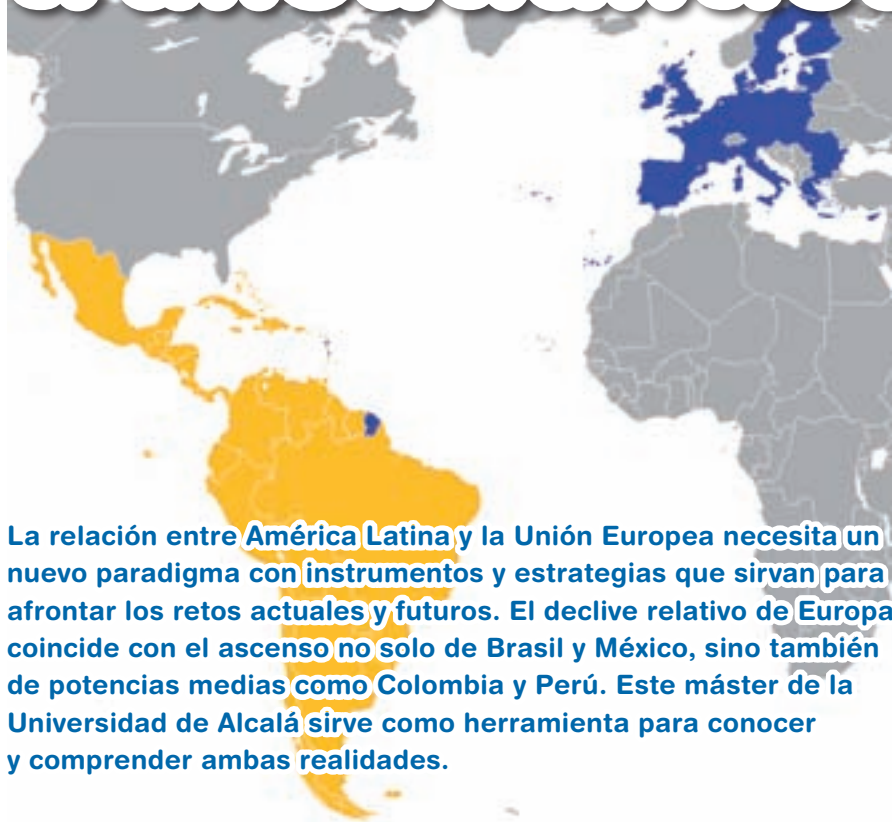 La relación entre América Latina y la Unión Europea necesita un
nuevo paradigma con instrumentos y estrategias que sirvan para
afrontar los retos actuales y futuros. El declive relativo de Europa
coincide con el ascenso no solo de Brasil y México, sino también
de potencias medias como Colombia y Perú. Este máster de la
Universidad de Alcalá sirve como herramienta para conocer
y comprender ambas realidades.